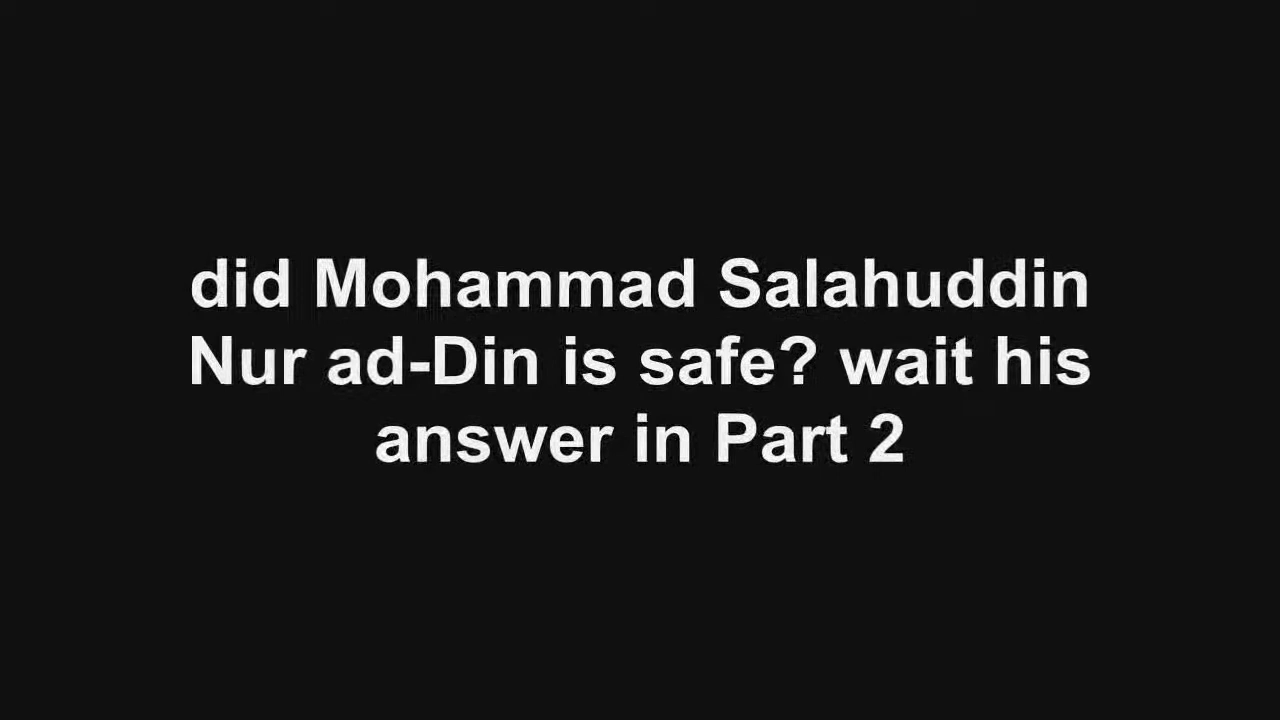 did Mohammad Salahuddin
Nur ad-Din is safe? wait his
answer in Part 2